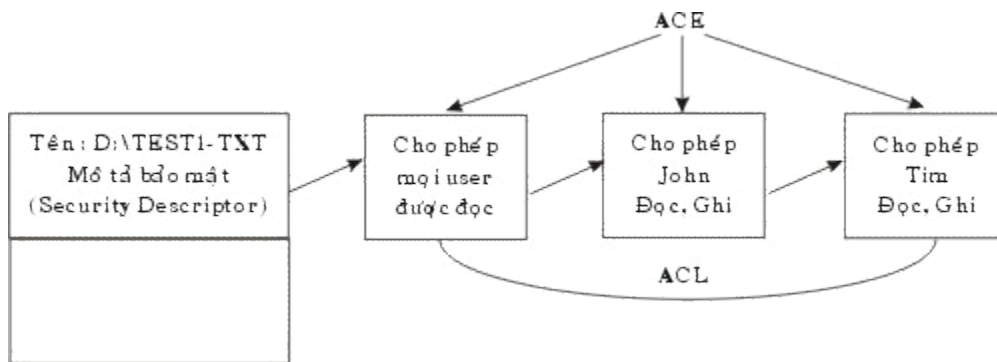 ACE
Tên : D:\TEST1-TXT
Mô tả bảo mật
(Security Descriptor)
Cho phép
mọi user
được đọc
Cho phép
John
Đọc, Ghi
Cho phép
Tim
Đọc, Ghi
ACL